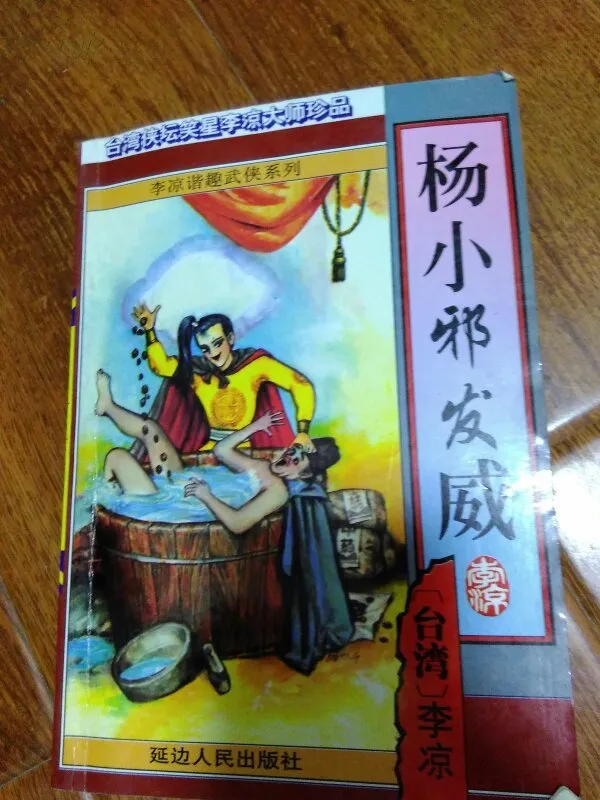 台湾侠坛笑星李凉大师珍品
李凉谐趣武侠系列
杨小邪发威
李凉
〔台湾〕李凉
延边人民出版社